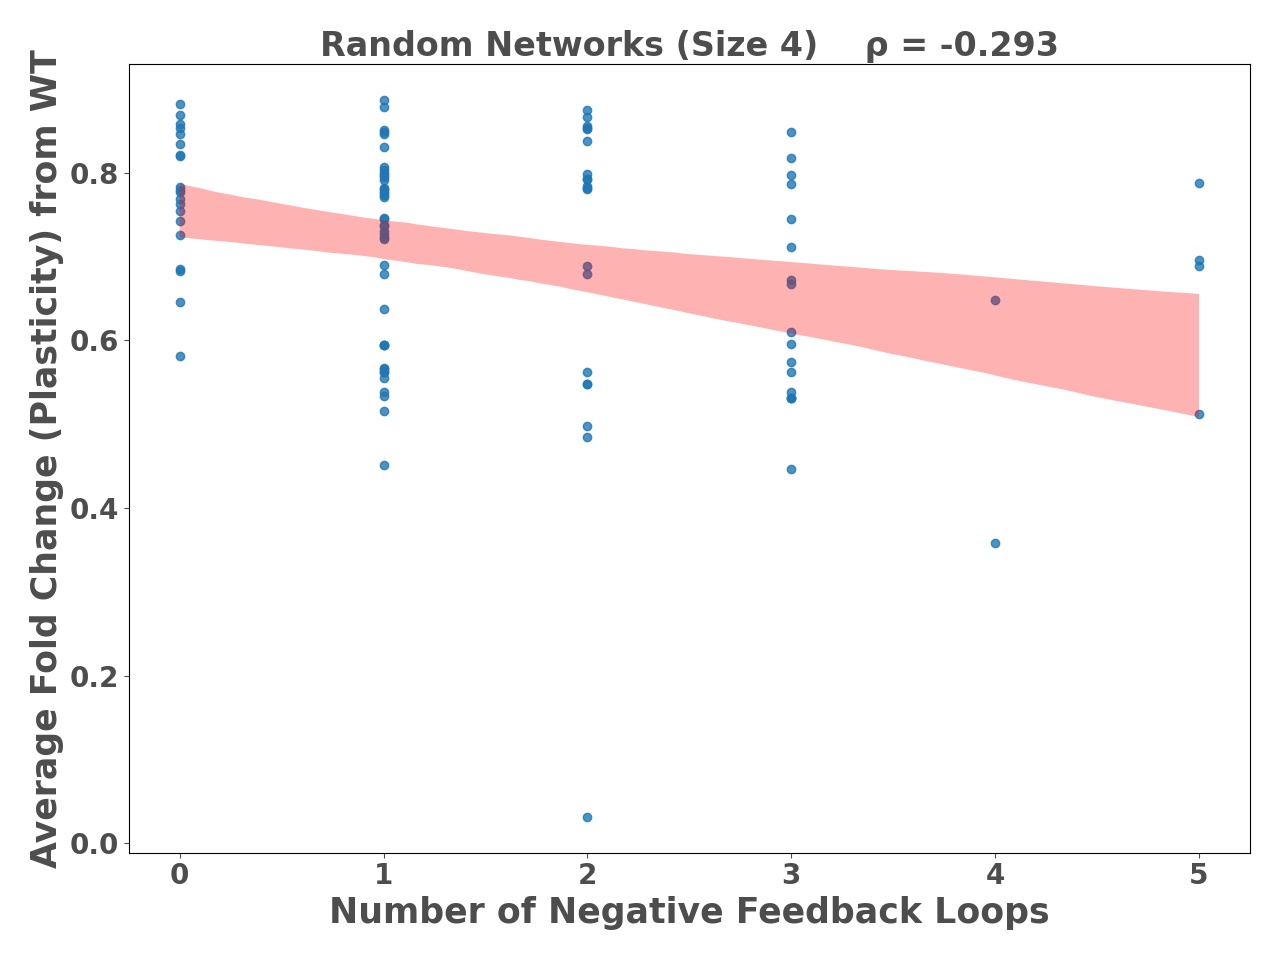 Random Networks (Size 4) ρ = -0.293
Average Fold Change (Plasticity) from WT
0.8
0.6
0.4
0.2
0.0
0 1 2 3 4 5
Number of Negative Feedback Loops